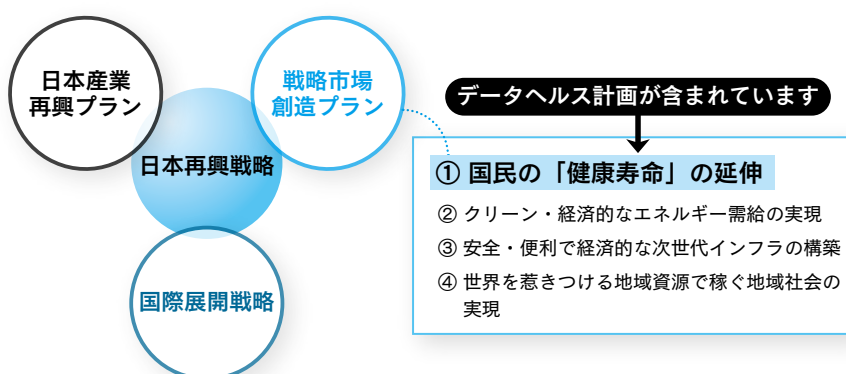 日本産業
再興プラン
戦略市場
創造プラン
日本再興戦略
国際展開戦略
データヘルス計画が含まれています
① 国民の「健康寿命」の延伸
② クリーン・経済的なエネルギー需給の実現
③ 安全・便利で経済的な次世代インフラの構築
④ 世界を惹きつける地域資源で稼ぐ地域社会の
実現